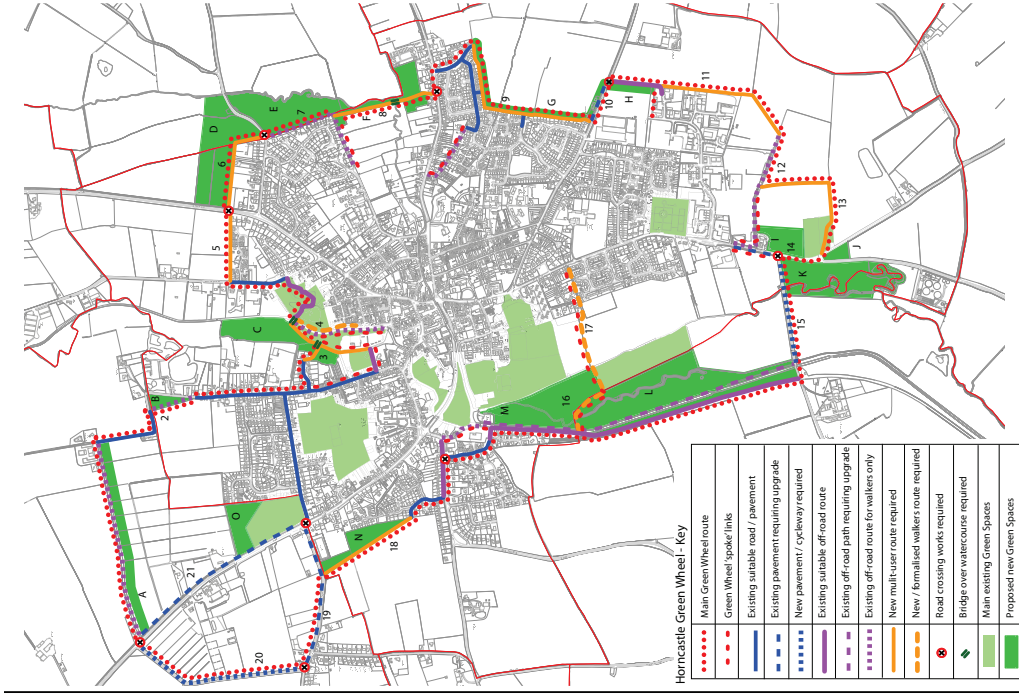 Horncastle Green Wheel - Key
Main Green Wheel route
Green Wheel 'spoke' links
Existing suitable road / pavement
Existing pavement requiring upgrade
New pavement / cycleway required
Existing suitable off-road route
Existing off-road path requiring upgrade
Existing off-road route for walkers only
New mulit-user route required
New / formalised walkers route required
Road crossing works required
Bridge over watercourse required
Main existing Green Spaces
Proposed new Green Spaces
A
B
C
D
E
F
G
H
I
J
K
L
M
N
O
2
3
4
5
6
7
8
9
10
11
12
13
14
15
16
17
18
19
20
21